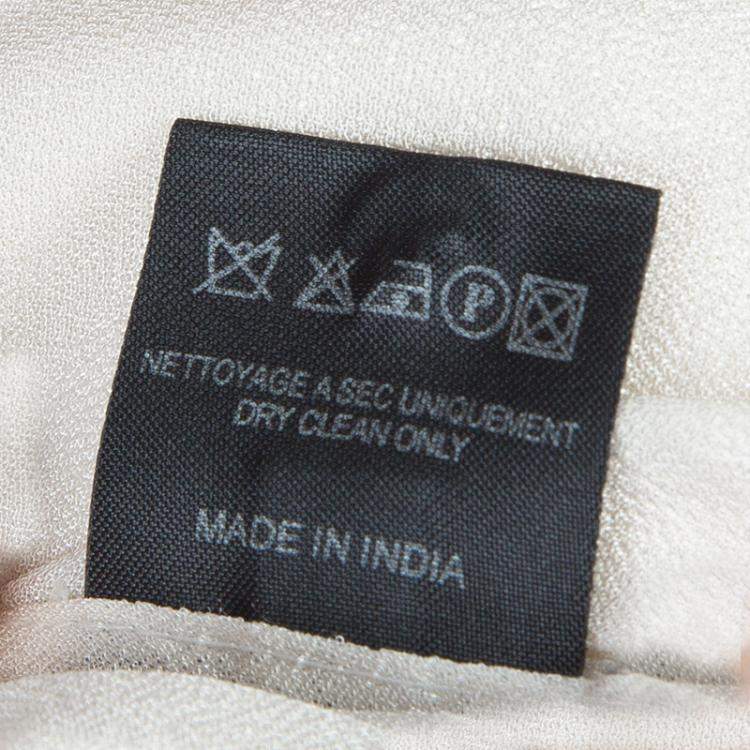 P
NETTOYAGE A SEC UNIQUEMENT
DRY CLEAN ONLY
MADE IN INDIA